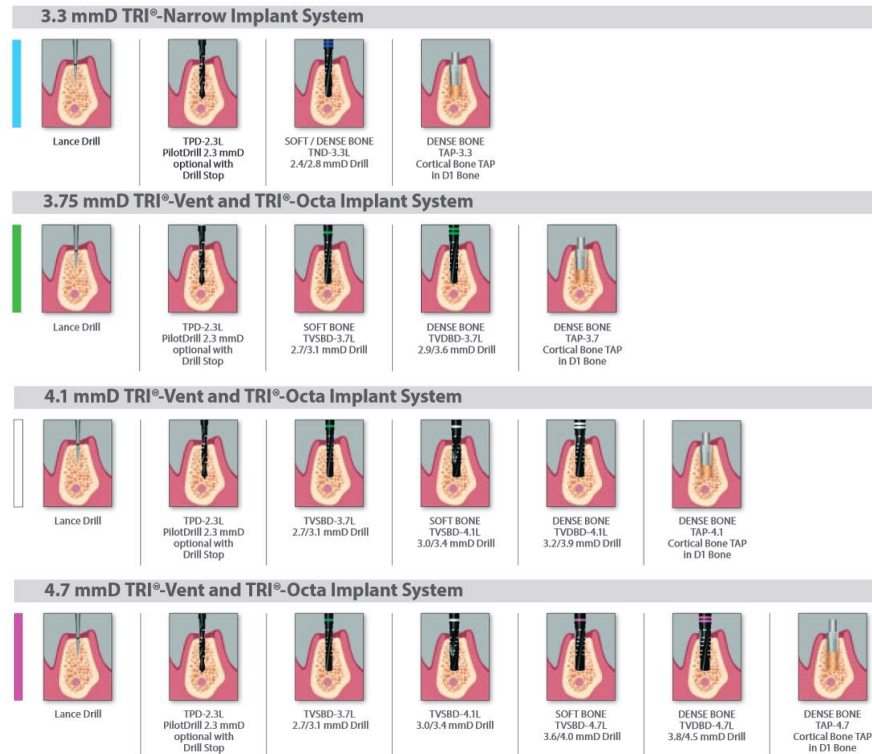 3.3 mmD TRI®-Narrow Implant System
Lance Drill
TPD-2.3L
PilotDrill 2.3 mmD
optional with
Drill Stop
SOFT / DENSE BONE
TND-3.3L
2.4/2.8 mmD Drill
DENSE BONE
TAP-3.3
Cortical Bone TAP
in D1 Bone
3.75 mmD TRI®-Vent and TRI®-Octa Implant System
Lance Drill
TPD-2.3L
PilotDrill 2.3 mmD
optional with
Drill Stop
SOFT BONE
TVSBD-3.7L
2.7/3.1 mmD Drill
DENSE BONE
TVDBD-3.7L
2.9/3.6 mmD Drill
DENSE BONE
TAP-3.7
Cortical Bone TAP
in D1 Bone
4.1 mmD TRI®-Vent and TRI®-Octa Implant System
Lance Drill
TPD-2.3L
PilotDrill 2.3 mmD
optional with
Drill Stop
TVSBD-3.7L
2.7/3.1 mmD Drill
SOFT BONE
TVSBD-4.1L
3.0/3.4 mmD Drill
DENSE BONE
TVDBD-4.1L
3.2/3.9 mmD Drill
DENSE BONE
TAP-4.1
Cortical Bone TAP
in D1 Bone
4.7 mmD TRI®-Vent and TRI®-Octa Implant System
Lance Drill
TPD-2.3L
PilotDrill 2.3 mmD
optional with
Drill Stop
TVSBD-3.7L
2.7/3.1 mmD Drill
TVSBD-4.1L
3.0/3.4 mmD Drill
SOFT BONE
TVSBD-4.7L
3.6/4.0 mmD Drill
DENSE BONE
TVDBD-4.7L
3.8/4.5 mmD Drill
DENSE BONE
TAP-4.7
Cortical Bone TAP
in D1 Bone